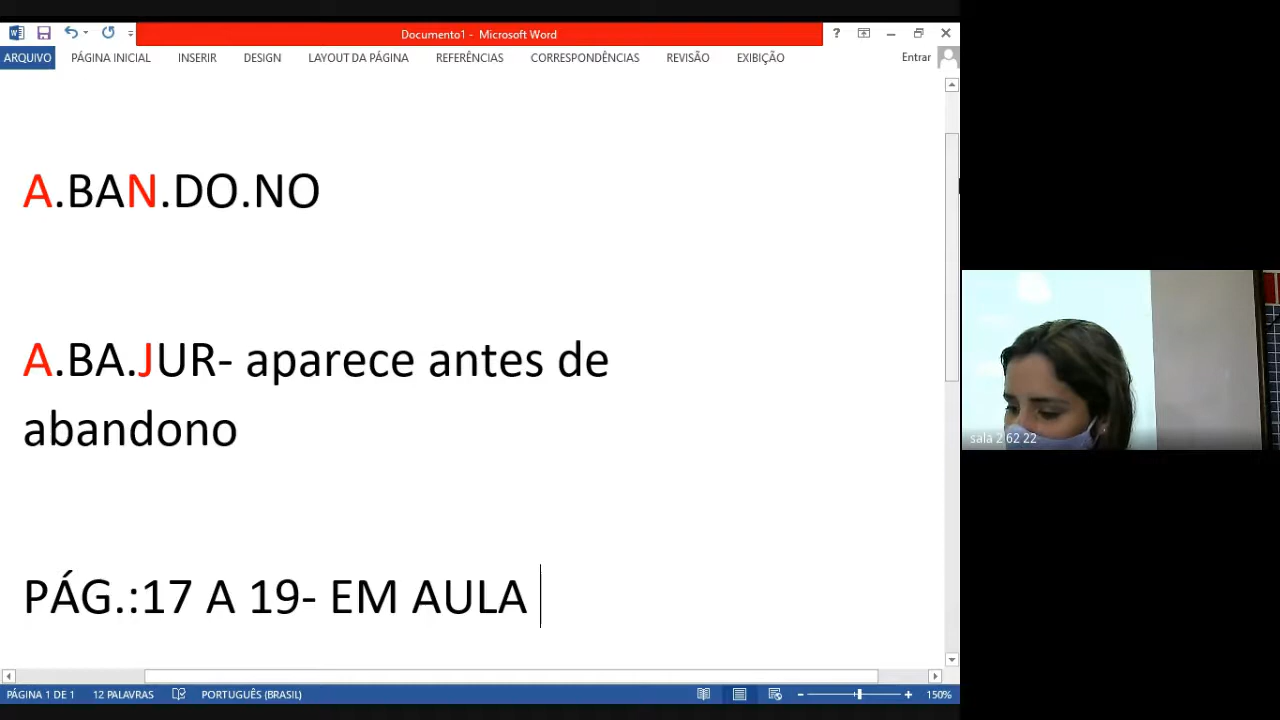 Documento1 - Microsoft Word
?
ARQUIVO PÁGINA INICIAL INSERIR DESIGN LAYOUT DA PÁGINA REFERÊNCIAS CORRESPONDÊNCIAS REVISÃO EXIBIÇÃO Entrar
A.BAN.DO.NO
A.BA.JUR- aparece antes de
abandono
PÁG.:17 A 19- EM AULA
sala 2 62 22
PÁGINA 1 DE 1 12 PALAVRAS PORTUGUÊS (BRASIL) 150%